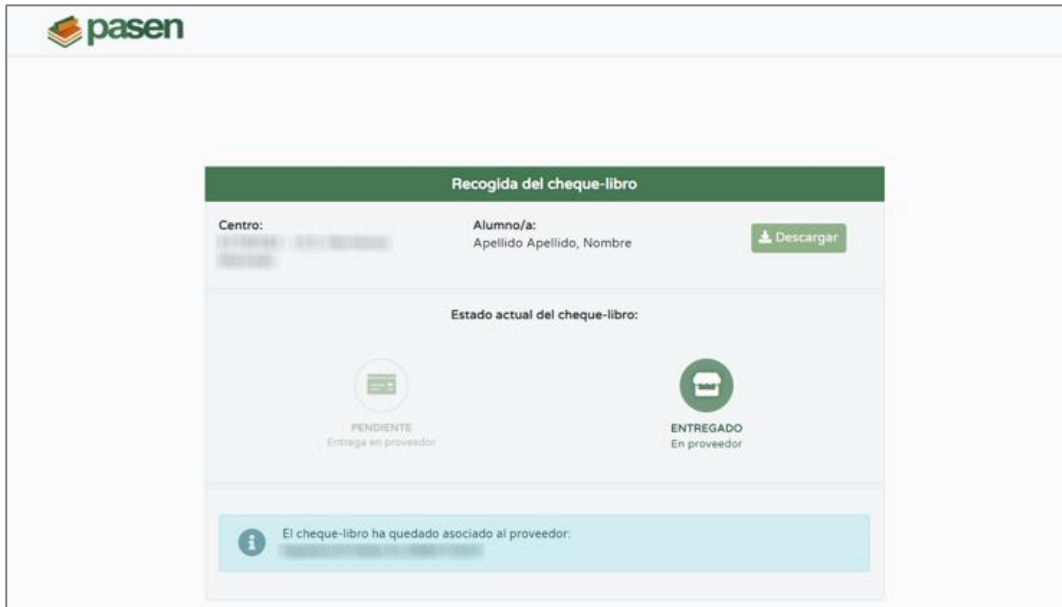 pasen
Recogida del cheque-libro
Centro:
Alumno/a:
Apellido Apellido, Nombre
Descargar
Estado actual del cheque-libro:
PENDIENTE
Entrega en proveedor
ENTREGADO
En proveedor
El cheque-libro ha quedado asociado al proveedor: